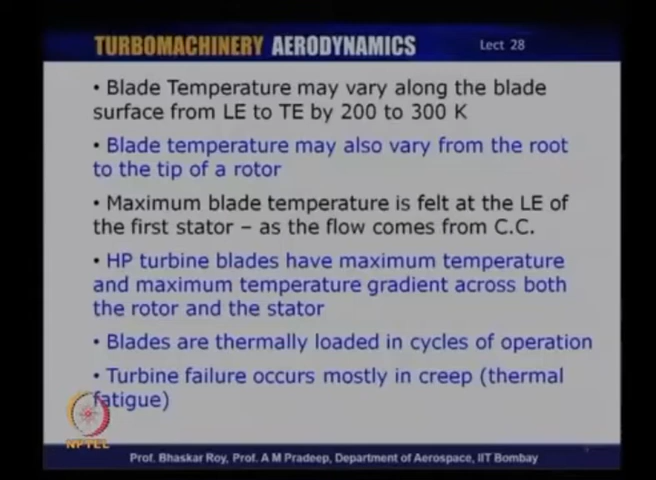 TURBOMACHINERY AERODYNAMICS Lect 28
• Blade Temperature may vary along the blade
surface from LE to TE by 200 to 300 K
• Blade temperature may also vary from the root
to the tip of a rotor
• Maximum blade temperature is felt at the LE of
the first stator – as the flow comes from C.C.
• HP turbine blades have maximum temperature
and maximum temperature gradient across both
the rotor and the stator
• Blades are thermally loaded in cycles of operation
• Turbine failure occurs mostly in creep (thermal
fatigue)
NPTEL
Prof. Bhaskar Roy, Prof. A M Pradeep, Department of Aerospace, IIT Bombay